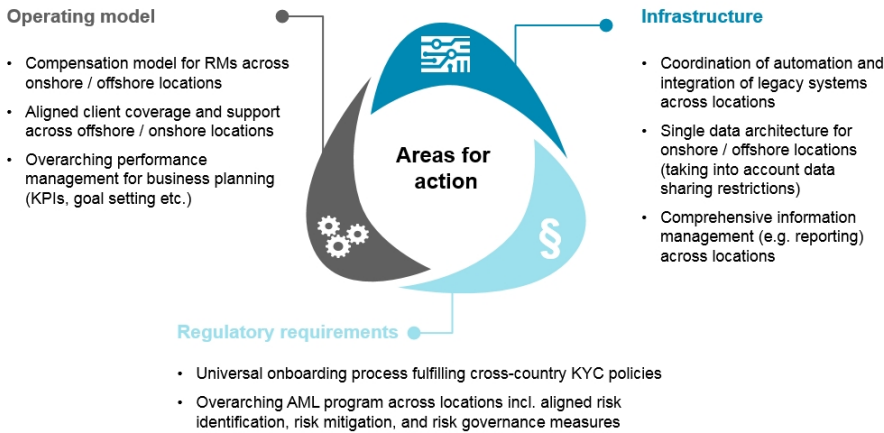 Operating model
• Compensation model for RMs across
onshore / offshore locations
• Aligned client coverage and support
across offshore / onshore locations
• Overarching performance
management for business planning
(KPIs, goal setting etc.)
Areas for
action
Infrastructure
• Coordination of automation and
integration of legacy systems
across locations
• Single data architecture for
onshore / offshore locations
(taking into account data
sharing restrictions)
• Comprehensive information
management (e.g. reporting)
across locations
§
Regulatory requirements
• Universal onboarding process fulfilling cross-country KYC policies
• Overarching AML program across locations incl. aligned risk
identification, risk mitigation, and risk governance measures